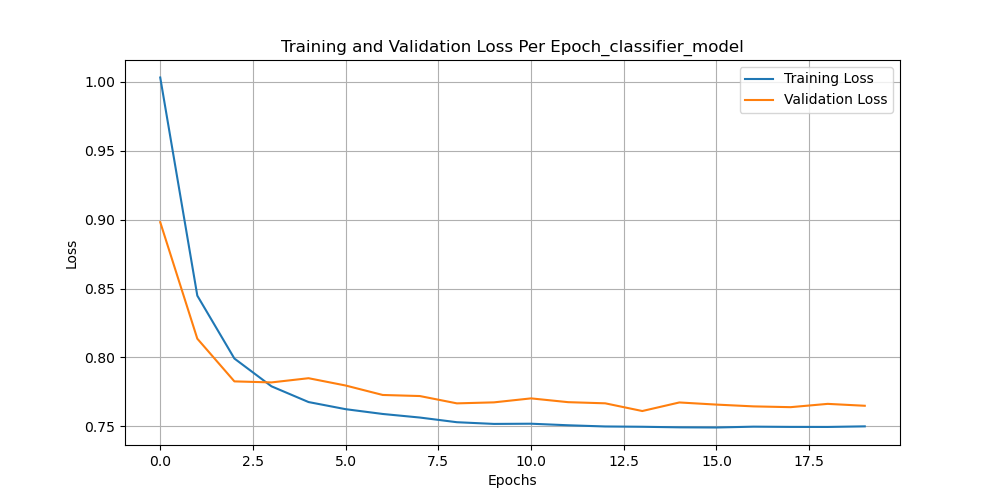 Training and Validation Loss Per Epoch_classifier_model
Training Loss
Validation Loss
1.00
0.95
0.90
0.85
0.80
0.75
Loss
0.0 2.5 5.0 7.5 10.0 12.5 15.0 17.5
Epochs